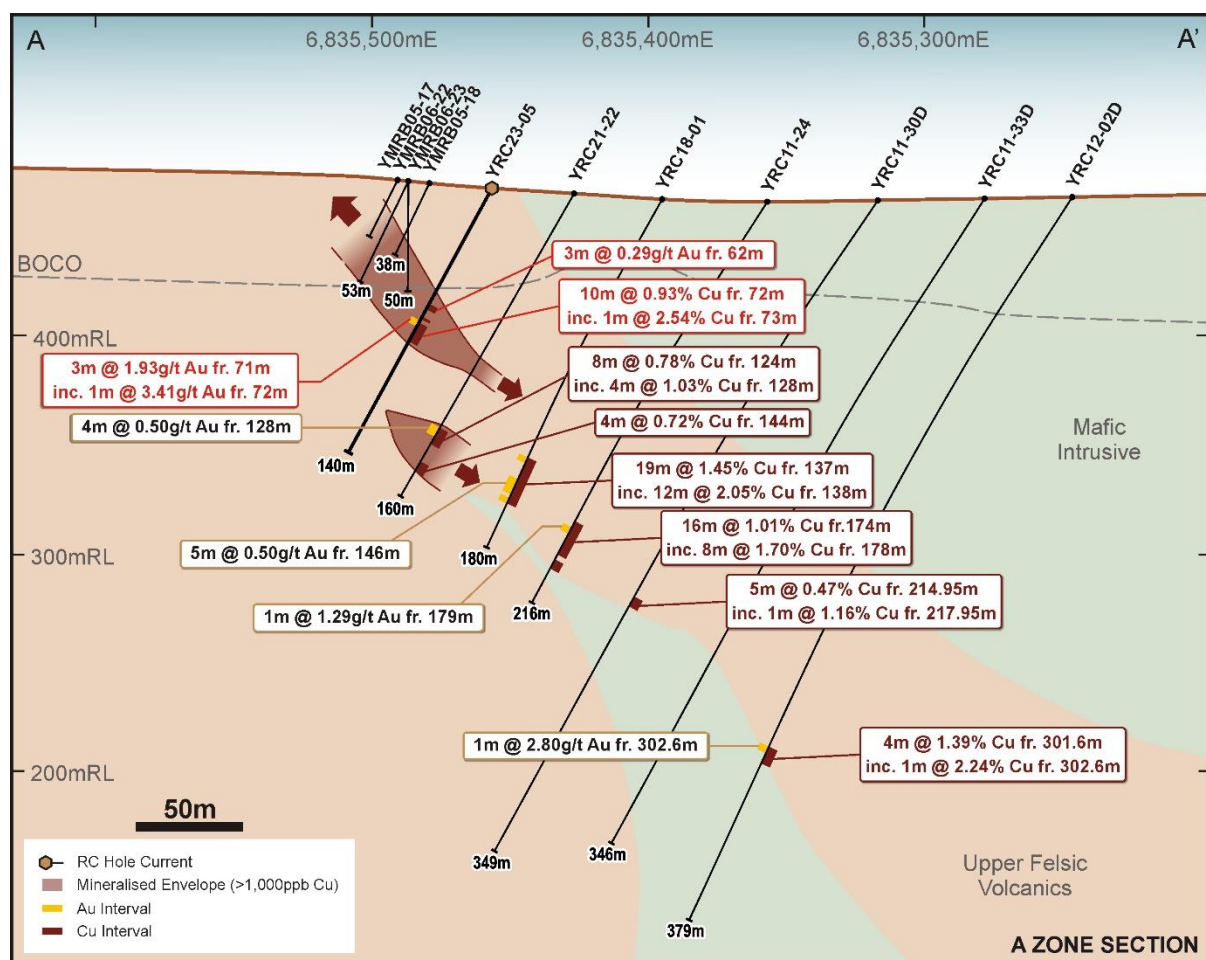 A
6,835,500mE
6,835,400mE
6,835,300mE
A'
YMRB05-17
YMRB06-22
YMRB06-23
YMRB05-18
YRC23-05
YRC21-22
YRC18-01
YRC11-24
YRC11-30D
YRC11-33D
YRC12-02D
BOCO
38m
53m
50m
3m @ 0.29g/t Au fr. 62m
10m @ 0.93% Cu fr. 72m
inc. 1m @ 2.54% Cu fr. 73m
400mRL
3m @ 1.93g/t Au fr. 71m
inc. 1m @ 3.41g/t Au fr. 72m
8m @ 0.78% Cu fr. 124m
inc. 4m @ 1.03% Cu fr. 128m
4m @ 0.50g/t Au fr. 128m
4m @ 0.72% Cu fr. 144m
Mafic
Intrusive
140m
160m
19m @ 1.45% Cu fr. 137m
inc. 12m @ 2.05% Cu fr. 138m
5m @ 0.50g/t Au fr. 146m
180m
300mRL
16m @ 1.01% Cu fr.174m
inc. 8m @ 1.70% Cu fr. 178m
1m @ 1.29g/t Au fr. 179m
216m
5m @ 0.47% Cu fr. 214.95m
inc. 1m @ 1.16% Cu fr. 217.95m
1m @ 2.80g/t Au fr. 302.6m
4m @ 1.39% Cu fr. 301.6m
inc. 1m @ 2.24% Cu fr. 302.6m
200mRL
50m
349m
346m
379m
Upper Felsic
Volcanics
RC Hole Current
Mineralised Envelope (>1,000ppb Cu)
Au Interval
Cu Interval
A ZONE SECTION